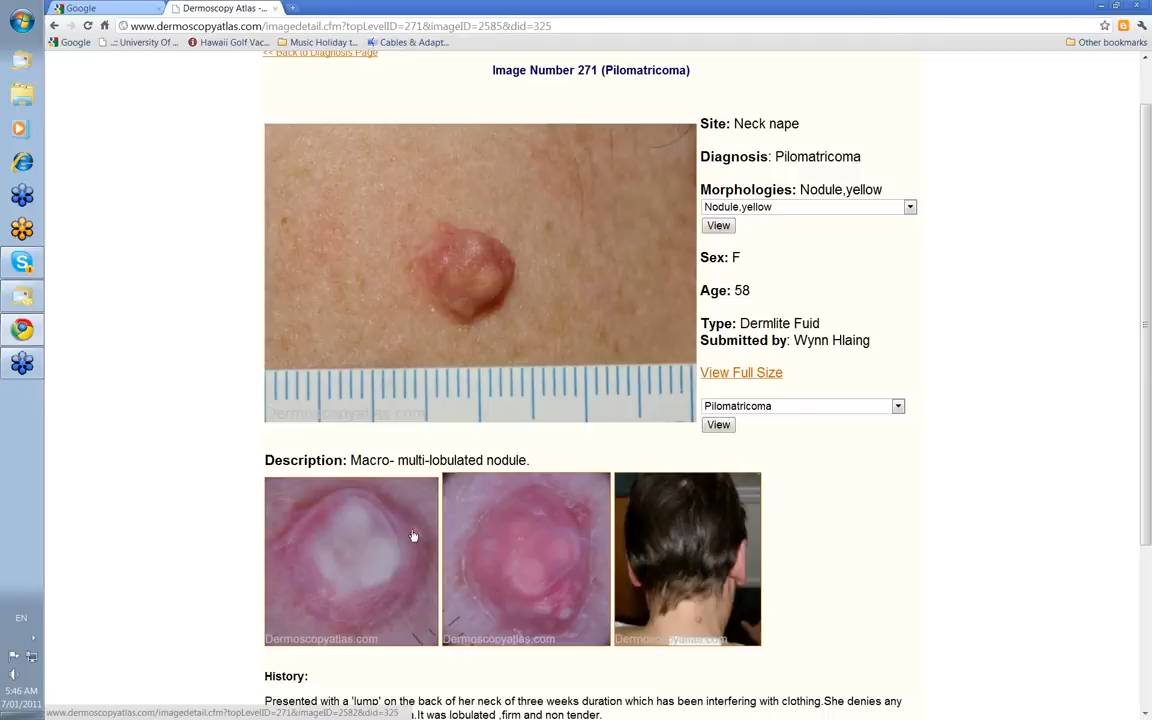 Google
Dermoscopy Atlas -...
www.dermoscopyatlas.com/imagedetail.cfm?topLevelID=271&imageID=2585&did=325
Google
..:: University Of ...
Hawaii Golf Vac...
Music Holiday t...
Cables & Adapt...
Other bookmarks
<< Back to Diagnosis Page
Image Number 271 (Pilomatricoma)
Site: Neck nape
Diagnosis: Pilomatricoma
Morphologies: Nodule,yellow
Nodule,yellow
View
Sex: F
Age: 58
Type: Dermlite Fuid
Submitted by: Wynn Hlaing
View Full Size
Pilomatricoma
View
Dermoscopyatlas.com
Description: Macro- multi-lobulated nodule.
Dermoscopyatlas.com
Dermoscopyatlas.com
Dermoscopyatlas.com
History:
Presented with a 'lump' on the back of her neck of three weeks duration which has been interfering with clothing.She denies any
.It was lobulated ,firm and non tender.
www.dermoscopyatlas.com/imagedetail.cfm?topLevelID=271&imageID=2582&did=325
EN
5:46 AM
7/01/2011